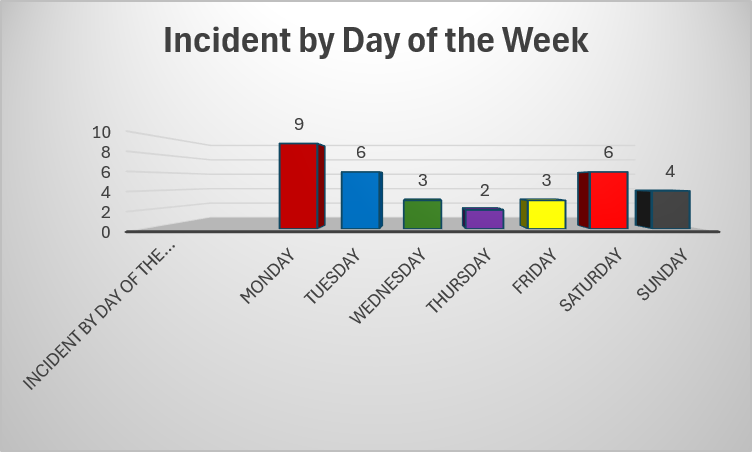 Incident by Day of the Week
10
8
6
4
2
0
9
6
3
2
3
6
4
INCIDENT BY DAY OF THE...
MONDAY
TUESDAY
WEDNESDAY
THURSDAY
FRIDAY
SATURDAY
SUNDAY